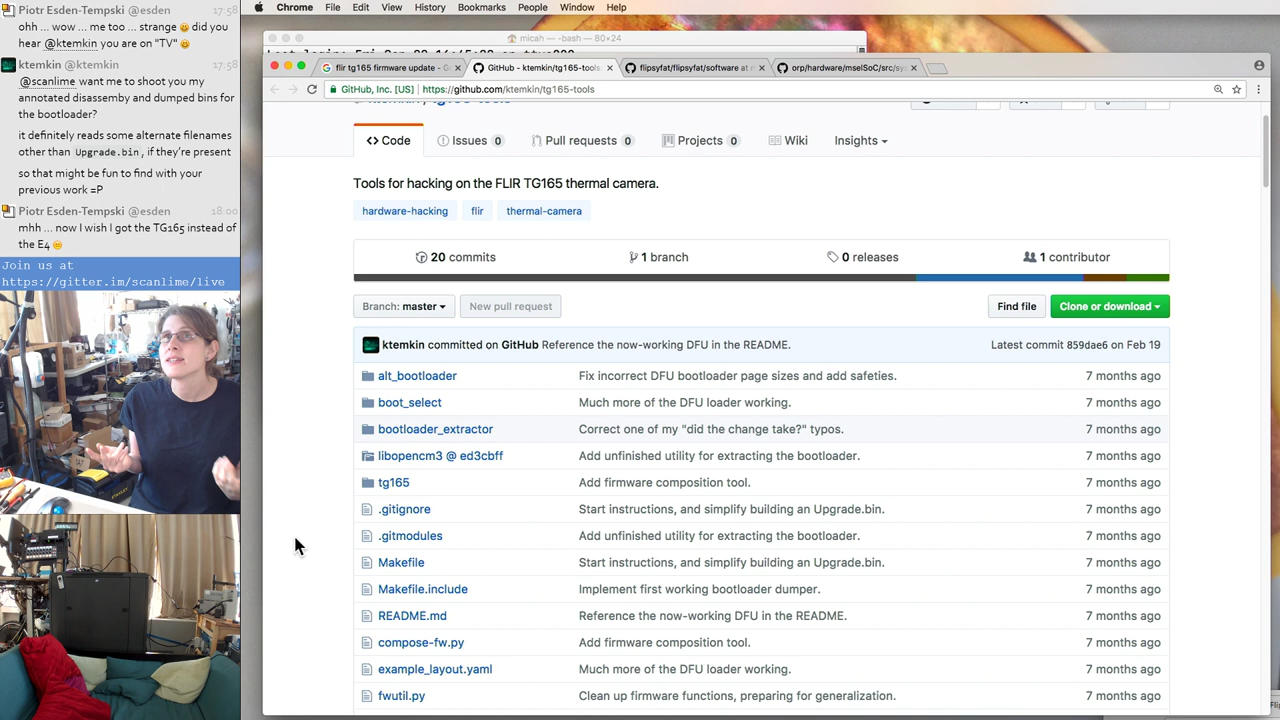 Piotr Esden-Tempski @esden 17:58
ohh ... wow ... me too ... strange did you
hear @ktemkin you are on "TV"
ktemkin @ktemkin 17:58
@scanlime want me to shoot you my
annotated disassemby and dumped bins for
the bootloader?
it definitely reads some alternate filenames
other than Upgrade.bin, if they're present
so that might be fun to find with your
previous work =P
Piotr Esden-Tempski @esden 18:00
mhh ... now I wish I got the TG165 instead of
the E4
Join us at
https://gitter.im/scanlime/live
Chrome File Edit View History Bookmarks People Window Help
micah — -bash — 80×24
flir tg165 firmware update - G
GitHub - ktemkin/tg165-tools:
flipsyfat/flipsyfat/software at m
orp/hardware/mselSoC/src/sys
GitHub, Inc. [US] https://github.com/ktemkin/tg165-tools
Code Issues 0 Pull requests 0 Projects 0 Wiki Insights
Tools for hacking on the FLIR TG165 thermal camera.
hardware-hacking flir thermal-camera
20 commits 1 branch 0 releases 1 contributor
Branch: master New pull request Find file Clone or download
ktemkin committed on GitHub Reference the now-working DFU in the README. Latest commit 859dae6 on Feb 19
alt_bootloader Fix incorrect DFU bootloader page sizes and add safeties. 7 months ago
boot_select Much more of the DFU loader working. 7 months ago
bootloader_extractor Correct one of my "did the change take?" typos. 7 months ago
libopencm3 @ ed3cbff Add unfinished utility for extracting the bootloader. 7 months ago
tg165 Add firmware composition tool. 7 months ago
.gitignore Start instructions, and simplify building an Upgrade.bin. 7 months ago
.gitmodules Add unfinished utility for extracting the bootloader. 7 months ago
Makefile Start instructions, and simplify building an Upgrade.bin. 7 months ago
Makefile.include Implement first working bootloader dumper. 7 months ago
README.md Reference the now-working DFU in the README. 7 months ago
compose-fw.py Add firmware composition tool. 7 months ago
example_layout.yaml Much more of the DFU loader working. 7 months ago
fwutil.py Clean up firmware functions, preparing for generalization. 7 months ago